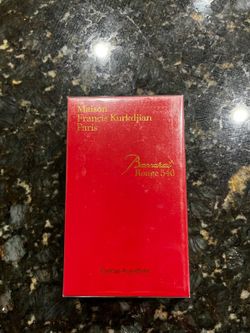 Maison
Francis Kurkdjian
Paris
Baccarat
Rouge 540